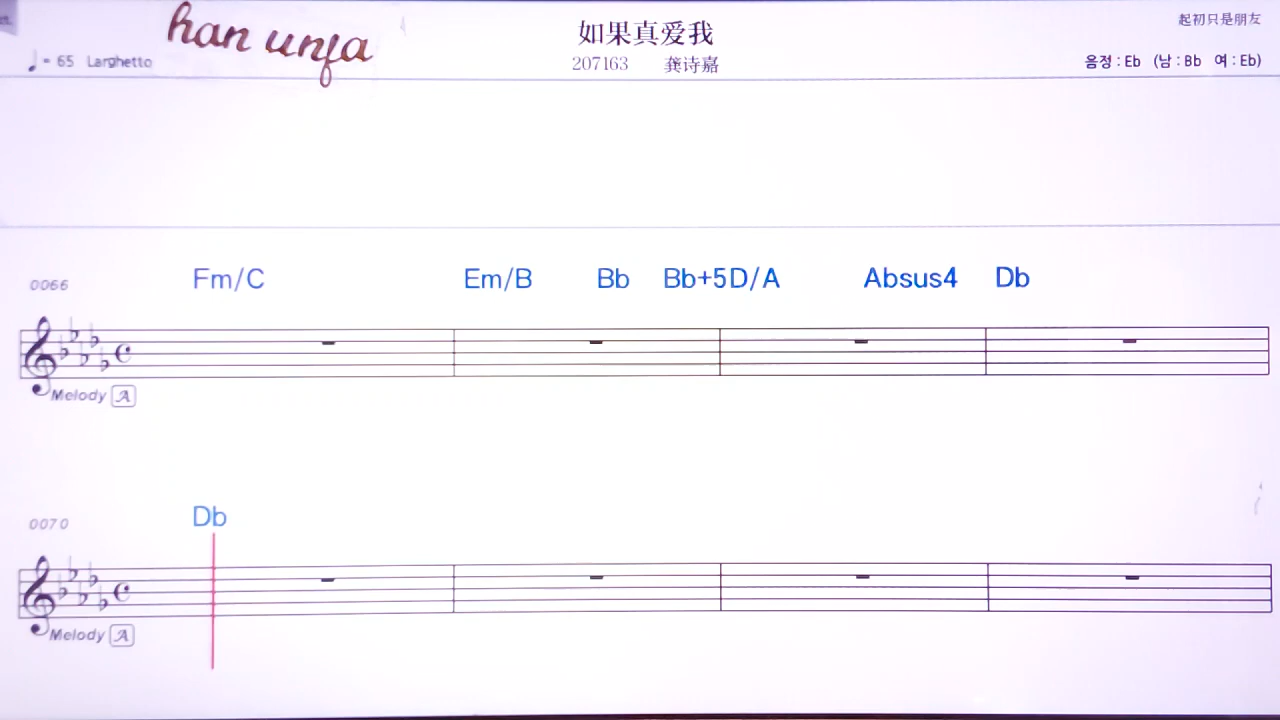 han unfa
如果真爱我
起初只是朋友
♩= 65 Larghetto
207163 龚诗嘉
음정 : Eb (남 : Bb 여 : Eb)
0066 Fm/C Em/B Bb Bb+5D/A Absus4 Db
Melody A
0070 Db
Melody A